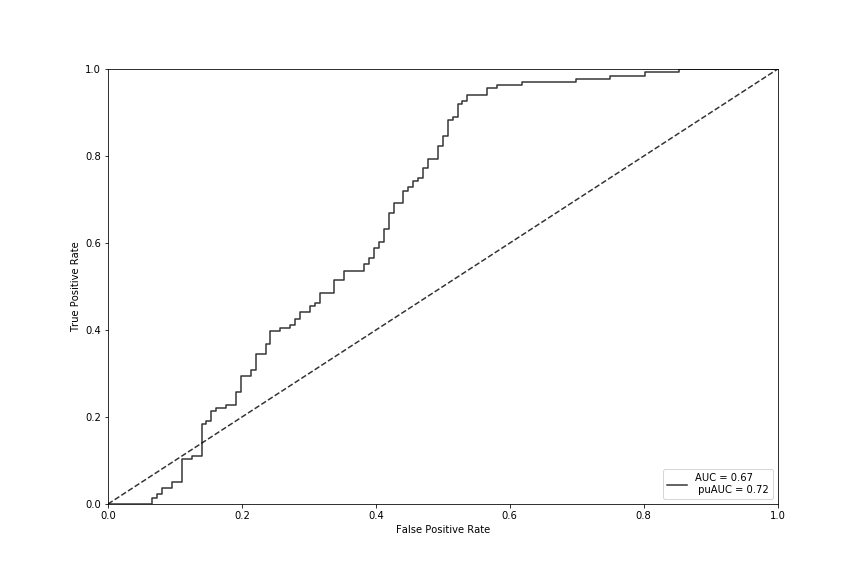 1.0
0.8
0.6
0.4
0.2
0.0
True Positive Rate
0.0 0.2 0.4 0.6 0.8 1.0
False Positive Rate
AUC = 0.67
puAUC = 0.72